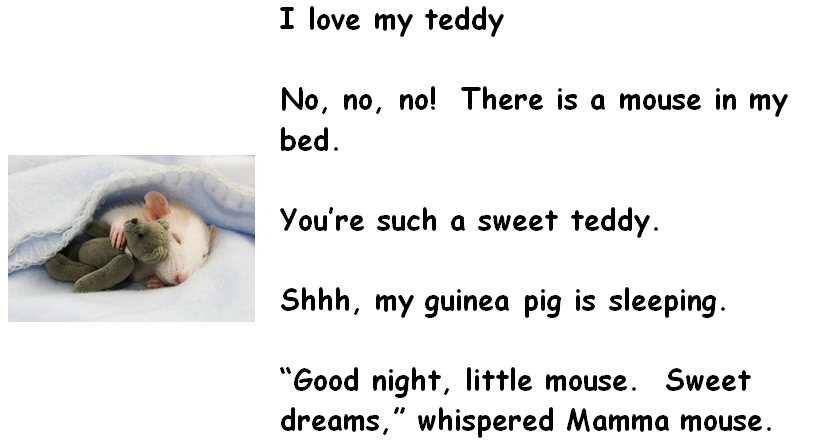 I love my teddy
No, no, no!  There is a mouse in my
bed.
You're such a sweet teddy.
Shhh, my guinea pig is sleeping.
“Good night, little mouse.  Sweet
dreams,” whispered Mamma mouse.